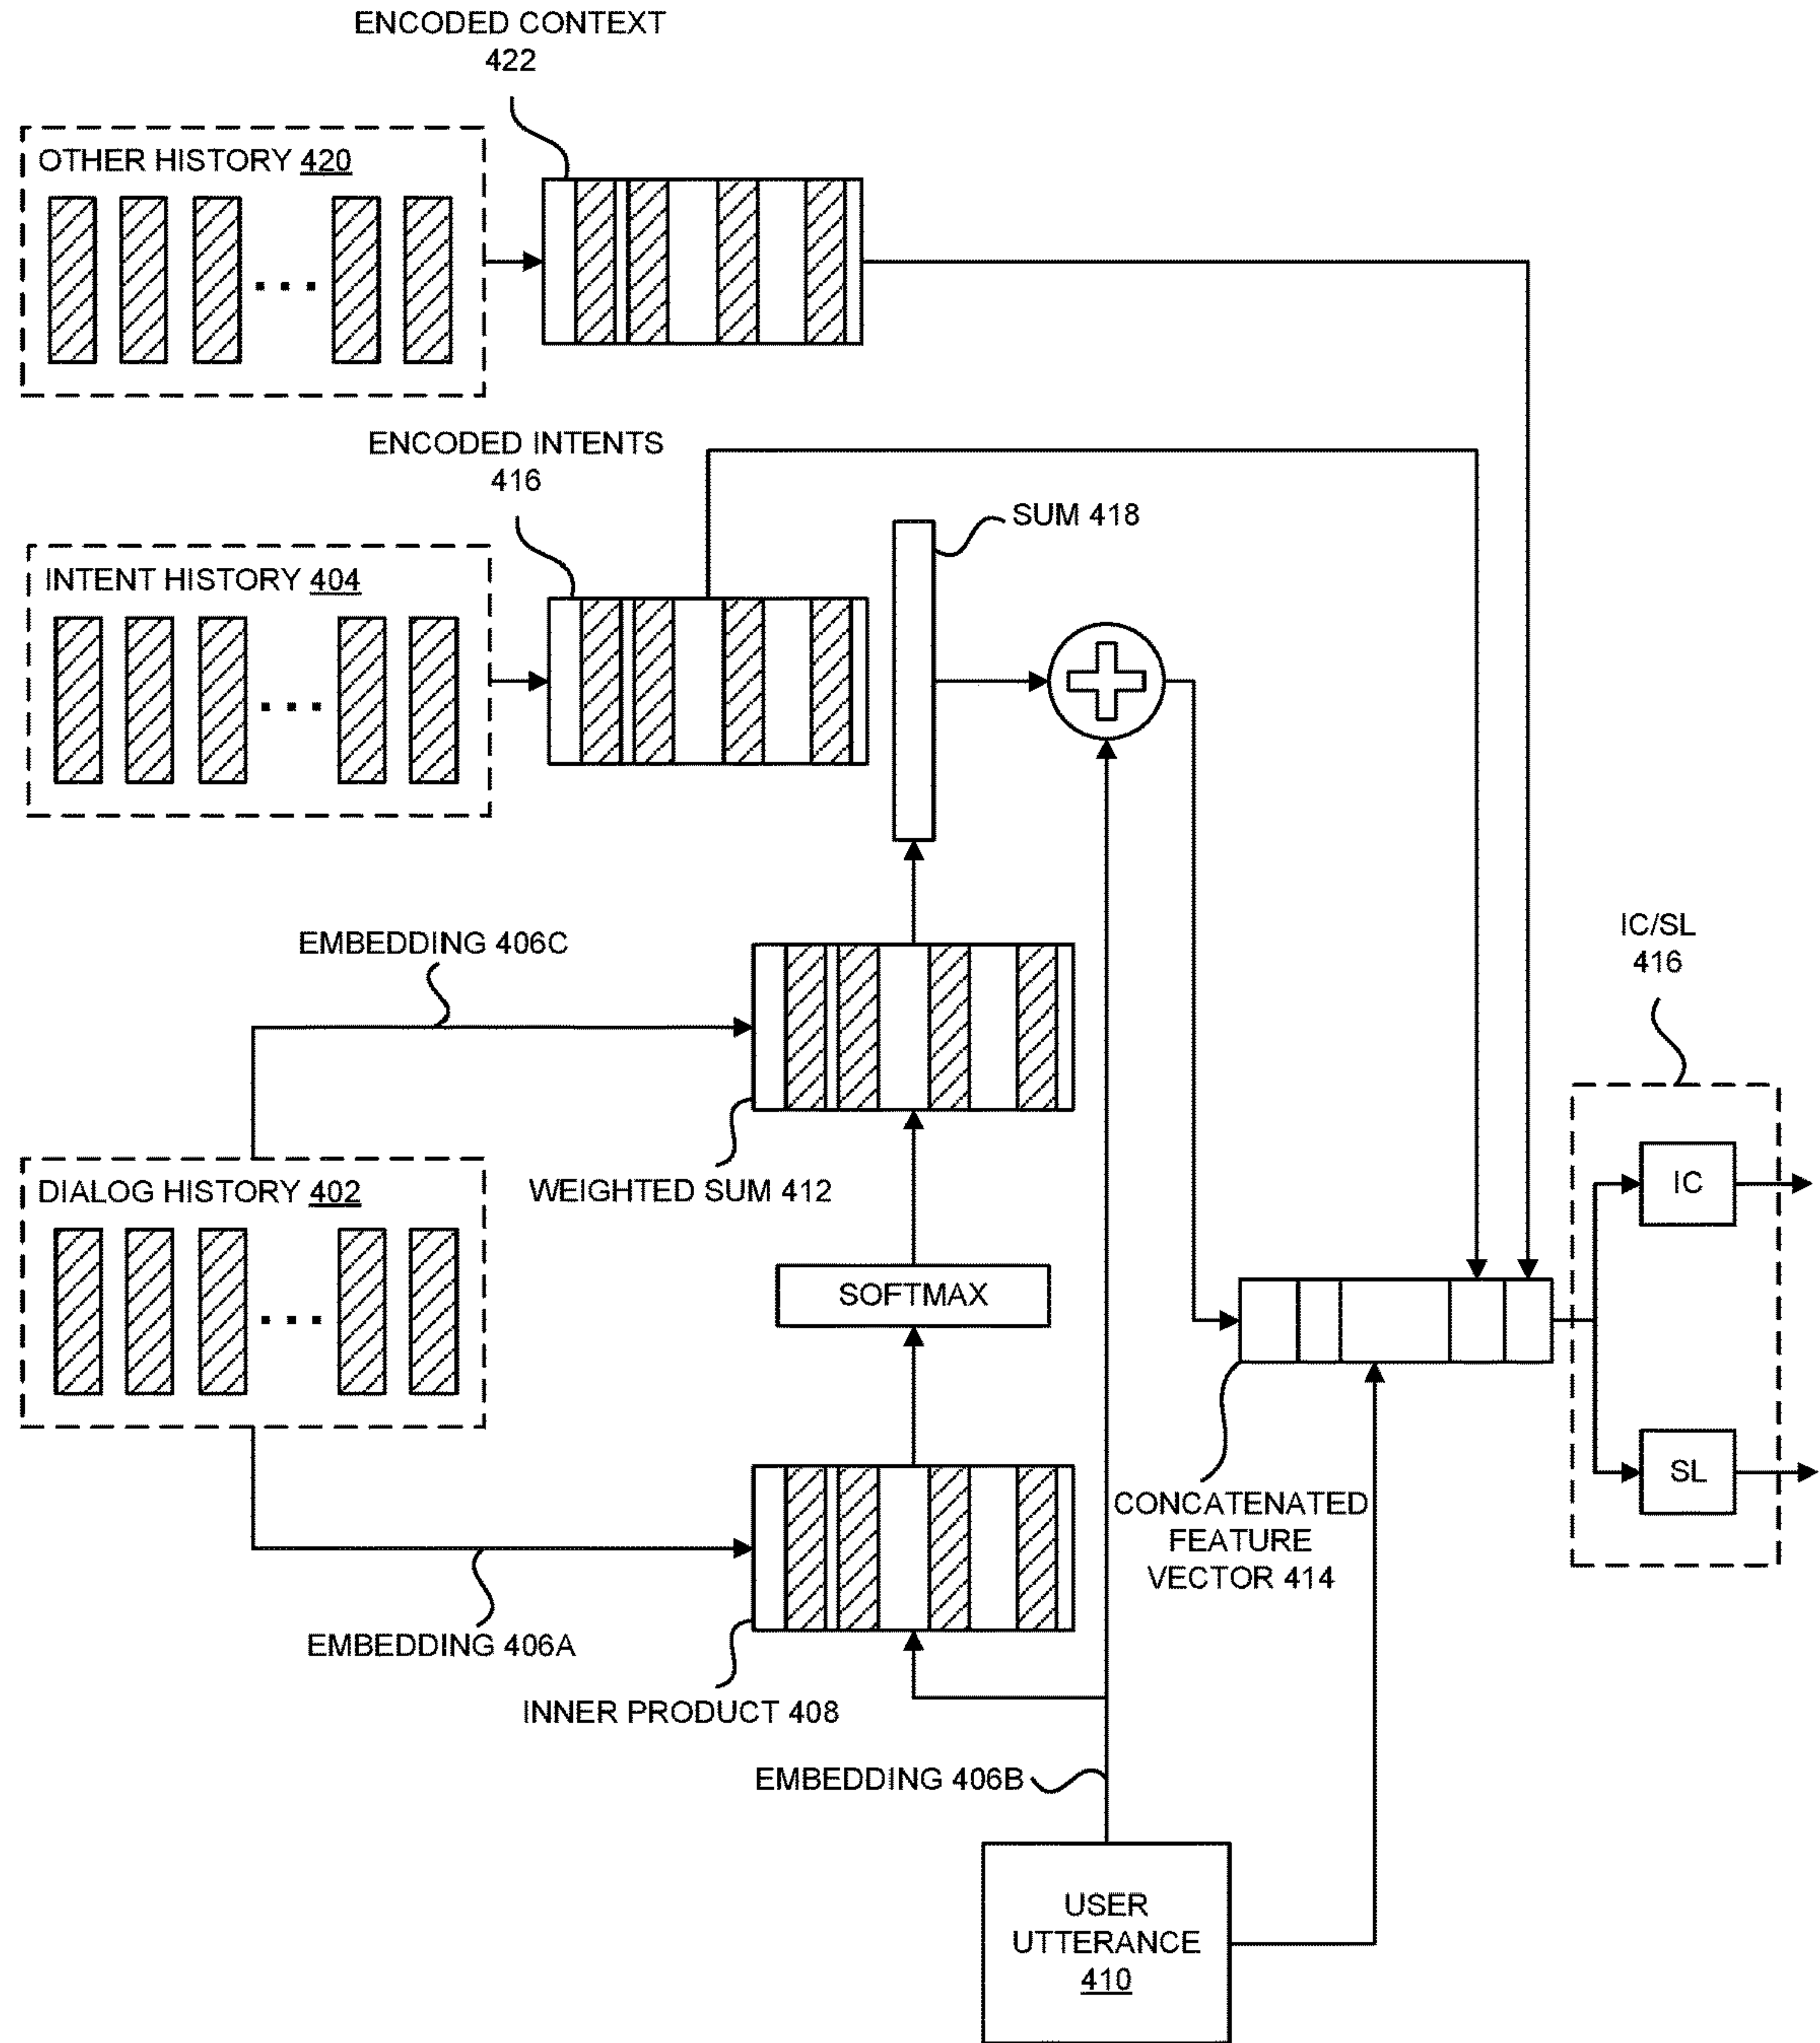 ENCODED CONTEXT
422
OTHER HISTORY 420
ENCODED INTENTS
416
SUM 418
INTENT HISTORY 404
EMBEDDING 406C
IC/SL
416
WEIGHTED SUM 412
IC
DIALOG HISTORY 402
SOFTMAX
SL
CONCATENATED
FEATURE
VECTOR 414
EMBEDDING 406A
INNER PRODUCT 408
EMBEDDING 406B
USER
UTTERANCE
410